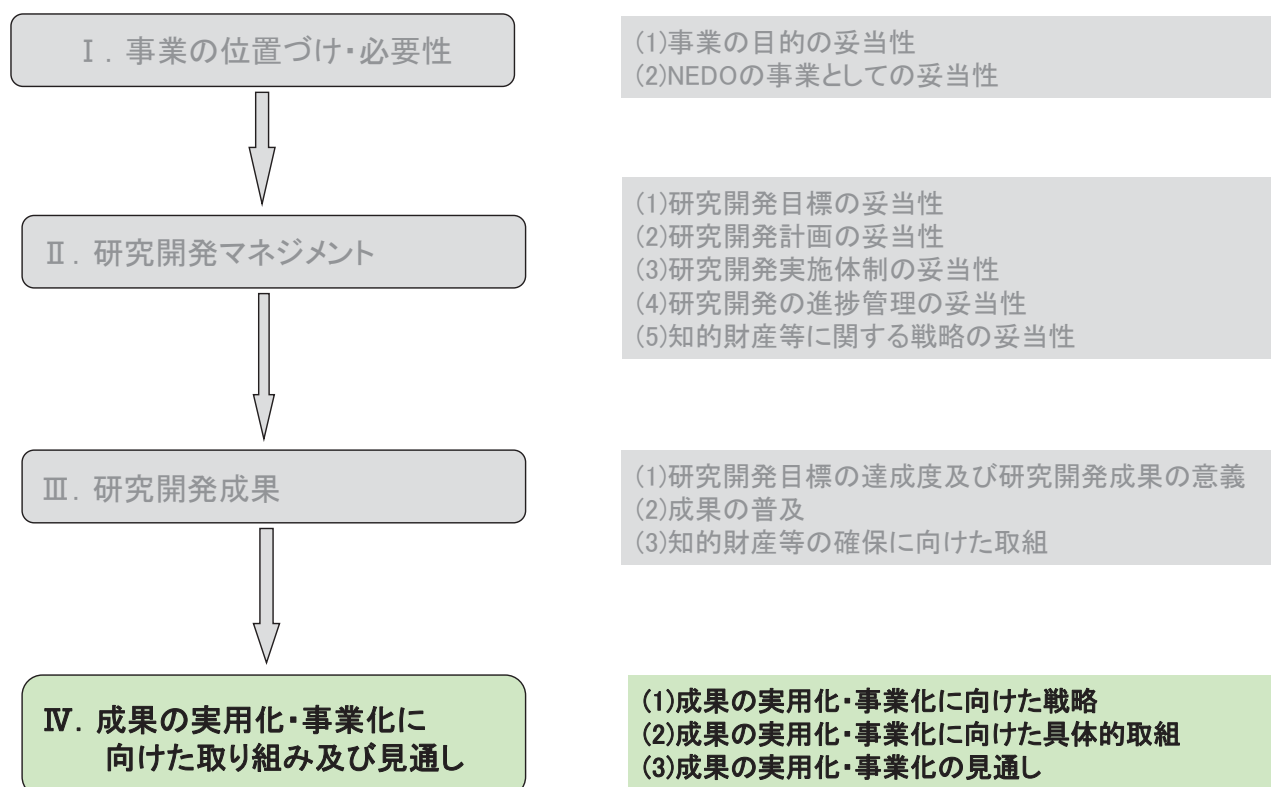 Ⅰ. 事業の位置づけ・必要性
(1)事業の目的の妥当性
(2)NEDOの事業としての妥当性
Ⅱ. 研究開発マネジメント
(1)研究開発目標の妥当性
(2)研究開発計画の妥当性
(3)研究開発実施体制の妥当性
(4)研究開発の進捗管理の妥当性
(5)知的財産等に関する戦略の妥当性
Ⅲ. 研究開発成果
(1)研究開発目標の達成度及び研究開発成果の意義
(2)成果の普及
(3)知的財産等の確保に向けた取組
Ⅳ. 成果の実用化・事業化に
向けた取り組み及び見通し
(1)成果の実用化・事業化に向けた戦略
(2)成果の実用化・事業化に向けた具体的取組
(3)成果の実用化・事業化の見通し